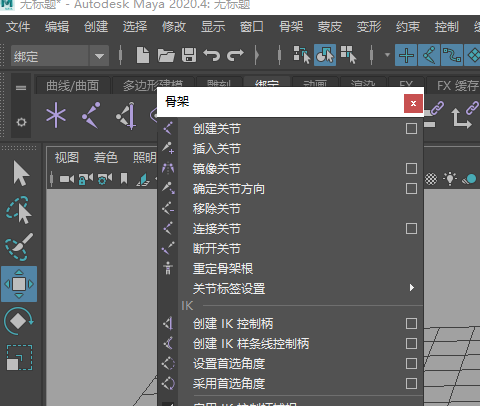 无标题* - Autodesk Maya 2020.4: 无标题
文件 编辑 创建 选择 修改 显示 窗口 骨架 蒙皮 变形 约束 控制
绑定
曲线/曲面 多边形建模 雕刻 绑定 动画 渲染 FX FX 缓存
骨架
x
创建关节
插入关节
镜像关节
确定关节方向
移除关节
连接关节
断开关节
重定骨架根
关节标签设置
IK
创建 IK 控制柄
创建 IK 样条线控制柄
设置首选角度
采用首选角度
视图 着色 照明